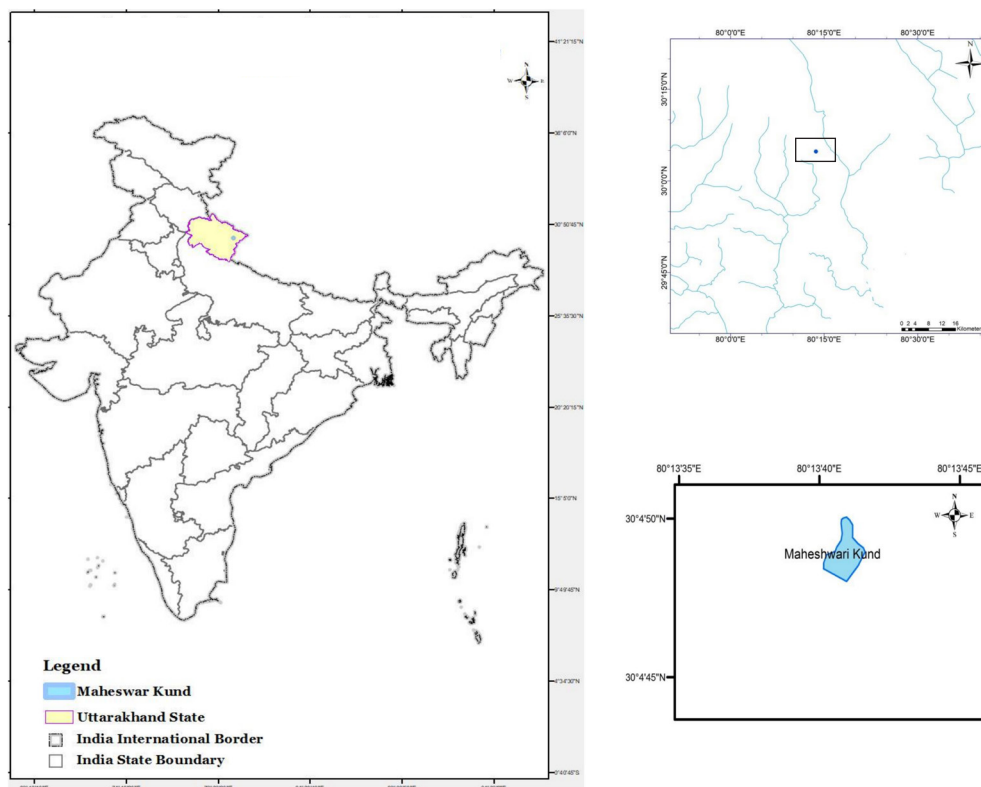 41°21'15"N
N
W E
S
36°6'0"N
30°50'45"N
25°35'30"N
20°20'15"N
15°5'0"N
9°49'45"N
4°34'30"N
Legend
Maheswar Kund
Uttarakhand State
India International Border
India State Boundary
80°0'0"E 80°15'0"E 80°30'0"E
N
30°15'0"N
30°0'0"N
29°45'0"N
0 2 4 8 12 16
Kilometer
80°0'0"E 80°15'0"E 80°30'0"E
80°13'35"E 80°13'40"E 80°13'45"E
30°4'50"N
N
W E
S
Maheshwari Kund
30°4'45"N